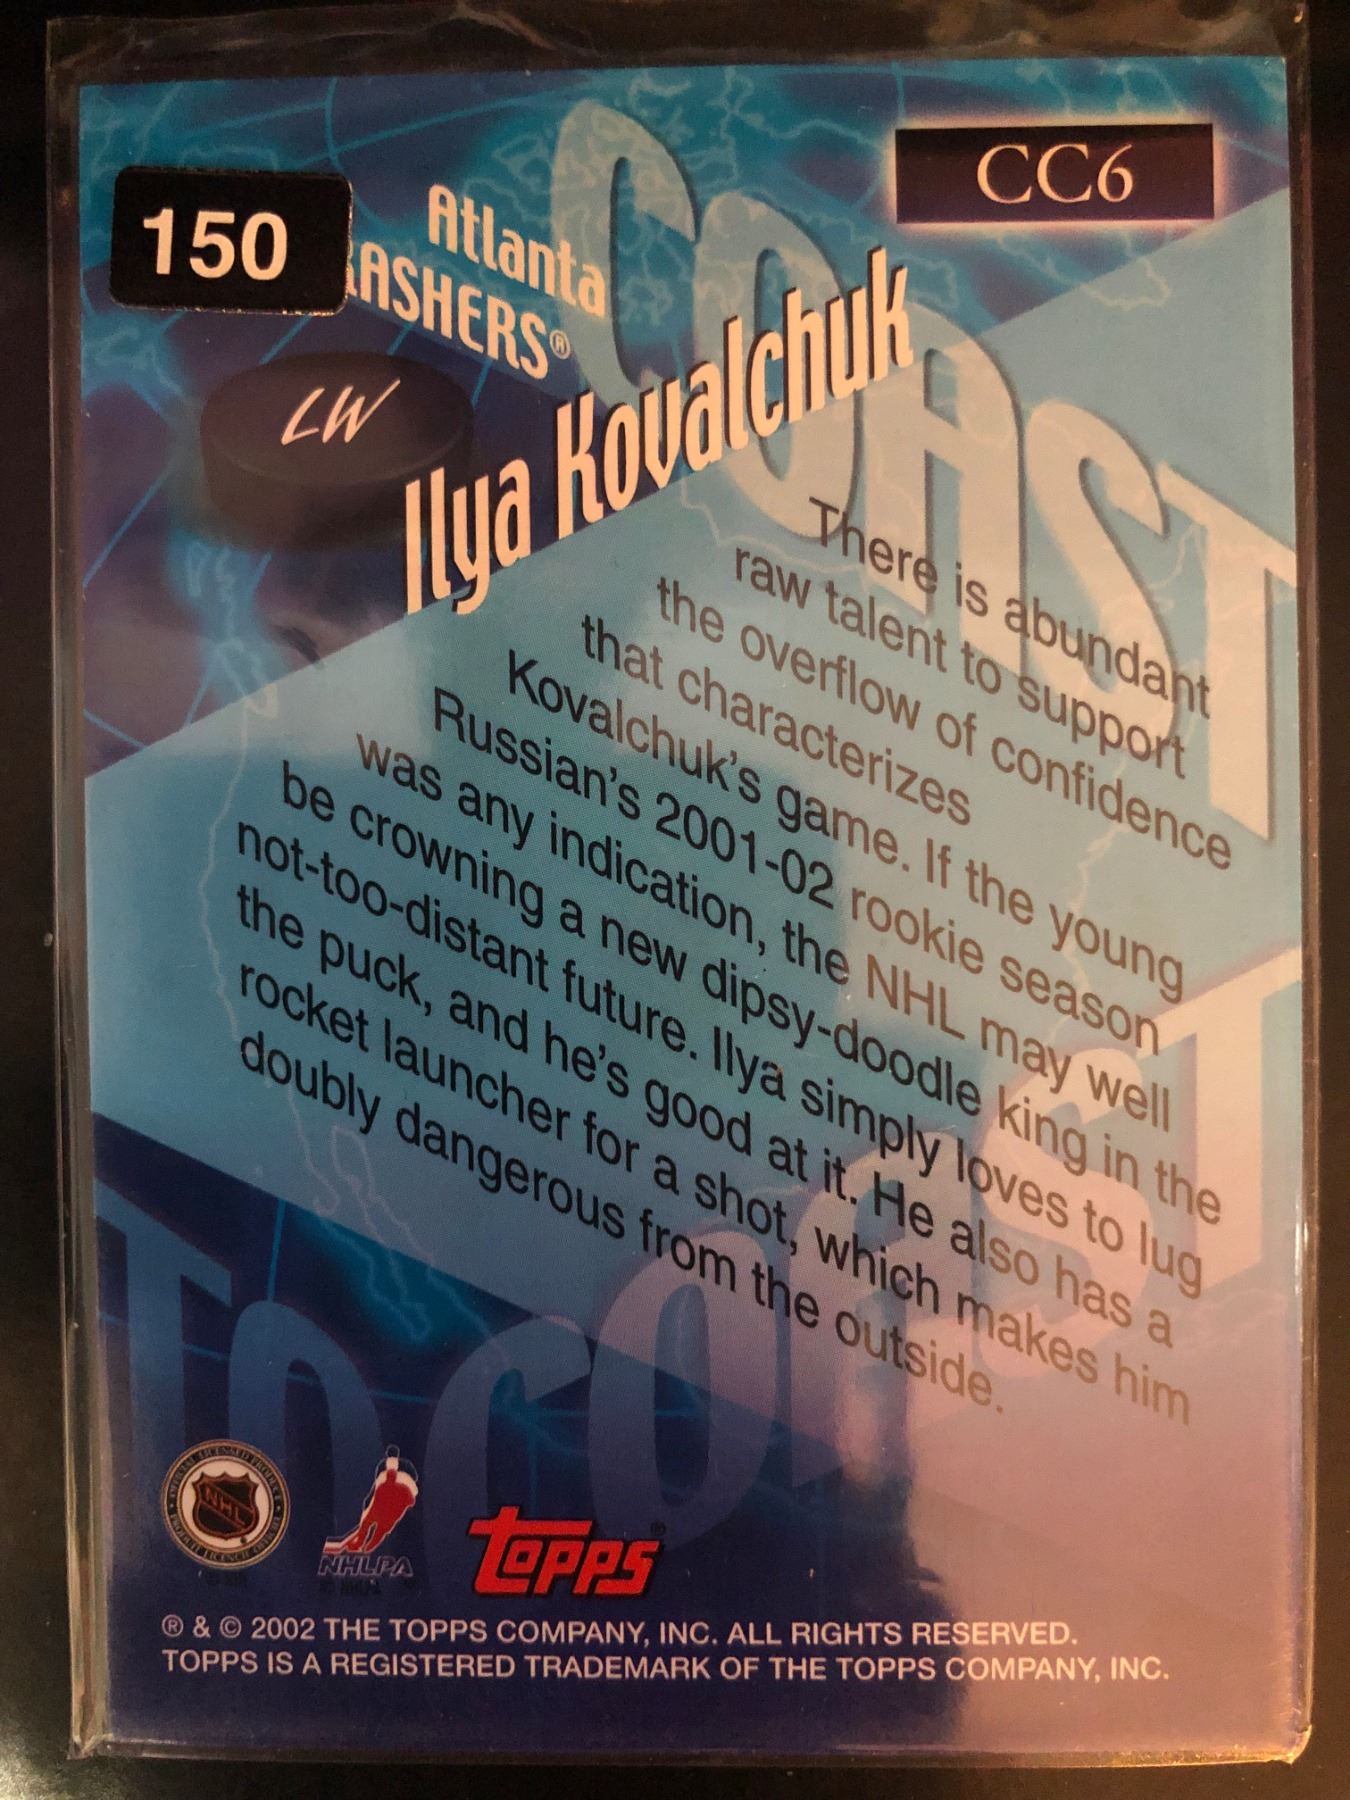 CC6
150
Atlanta
RASHERS®
LW
Ilya Kovalchuk
COAST
To COAST
There is abundant
raw talent to support
the overflow of confidence
that characterizes
Kovalchuk's game. If the young
Russian's 2001-02 rookie season
was any indication, the NHL may well
be crowning a new dipsy-doodle king in the
not-too-distant future. Ilya simply loves to lug
the puck, and he's good at it. He also has a
rocket launcher for a shot, which makes him
doubly dangerous from the outside.
NHL
NHLPA
Topps®
® & © 2002 THE TOPPS COMPANY, INC. ALL RIGHTS RESERVED.
TOPPS IS A REGISTERED TRADEMARK OF THE TOPPS COMPANY, INC.